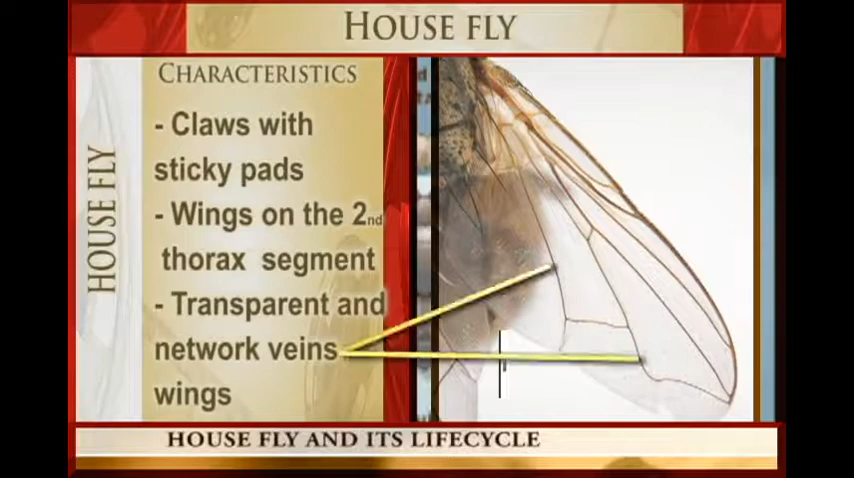 HOUSE FLY
CHARACTERISTICS
- Claws with
sticky pads
- Wings on the 2nd
thorax segment
- Transparent and
network veins
wings
HOUSE FLY
HOUSE FLY AND ITS LIFECYCLE